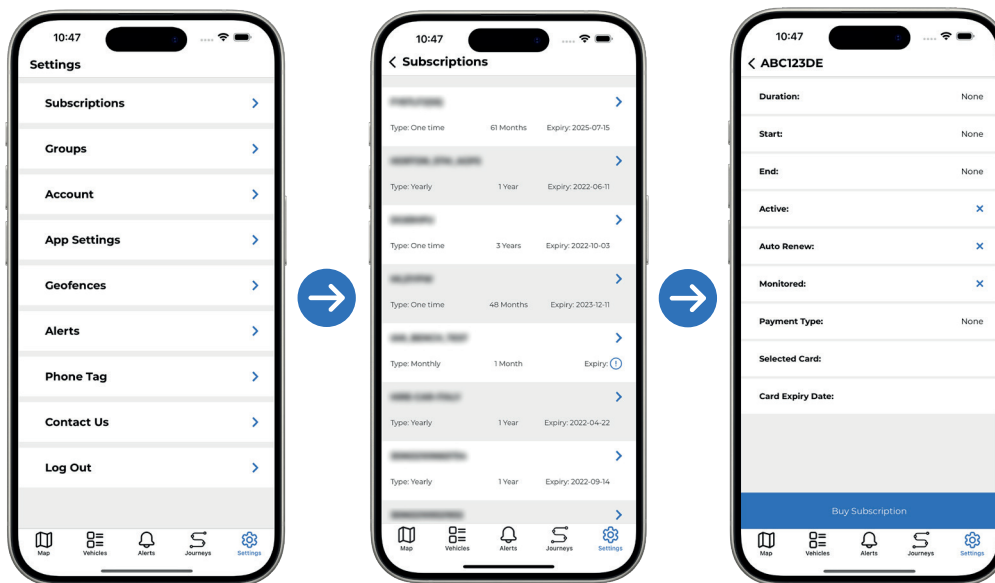 10:47
Settings
Subscriptions
Groups
Account
App Settings
Geofences
Alerts
Phone Tag
Contact Us
Log Out
Map Vehicles Alerts Journeys Settings
10:47
Subscriptions
Type: One time 61 Months Expiry: 2025-07-15
Type: Yearly 1 Year Expiry: 2022-06-11
Type: One time 3 Years Expiry: 2022-10-03
Type: One time 48 Months Expiry: 2023-12-11
Type: Monthly 1 Month Expiry:
Type: Yearly 1 Year Expiry: 2022-04-22
Type: Yearly 1 Year Expiry: 2022-09-14
Map Vehicles Alerts Journeys Settings
10:47
ABC123DE
Duration: None
Start: None
End: None
Active:
Auto Renew:
Monitored:
Payment Type: None
Selected Card:
Card Expiry Date:
Buy Subscription
Map Vehicles Alerts Journeys Settings